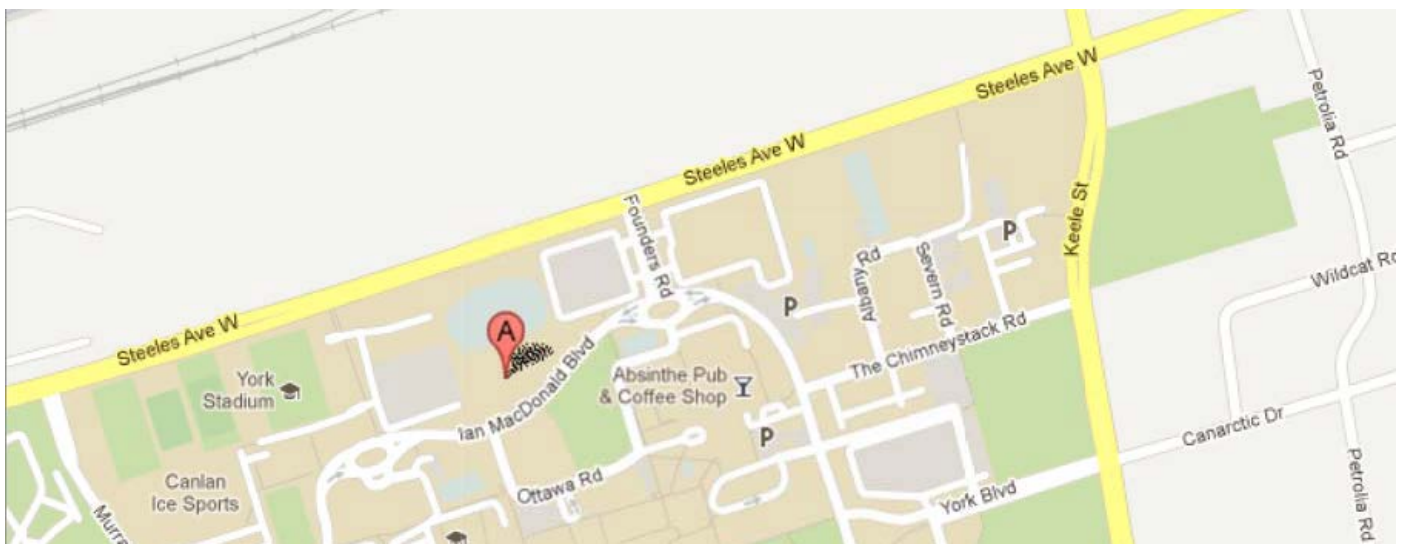 Steeles Ave W
Petrolia Rd
Steeles Ave W
Founders Rd
Keele St
P
Albany Rd
Severn Rd
Wildcat Rd
P
A
Steeles Ave W
The Chimneystack Rd
York
Stadium
Absinthe Pub
& Coffee Shop
Ian MacDonald Blvd
P
Canarctic Dr
Canlan
Ice Sports
Ottawa Rd
York Blvd
Petrolia Rd
Murra